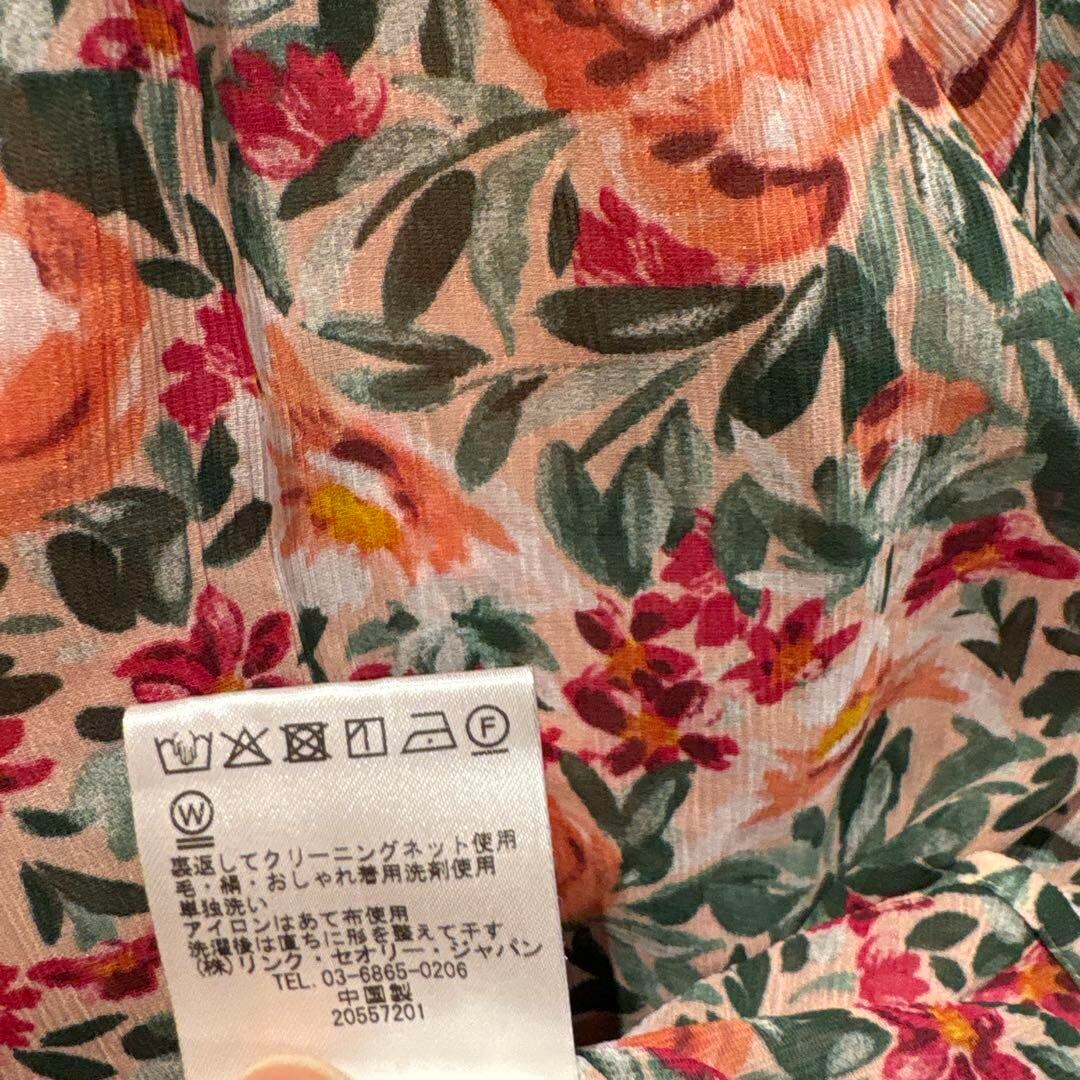 F
W
裏返してクリーニングネット使用
毛・絹・おしゃれ着用洗剤使用
単独洗い
アイロンはあて布使用
洗濯後は直ちに形を整えて干す
(株)リンク・セオリー・ジャパン
TEL. 03-6865-0206
中国製
20557201